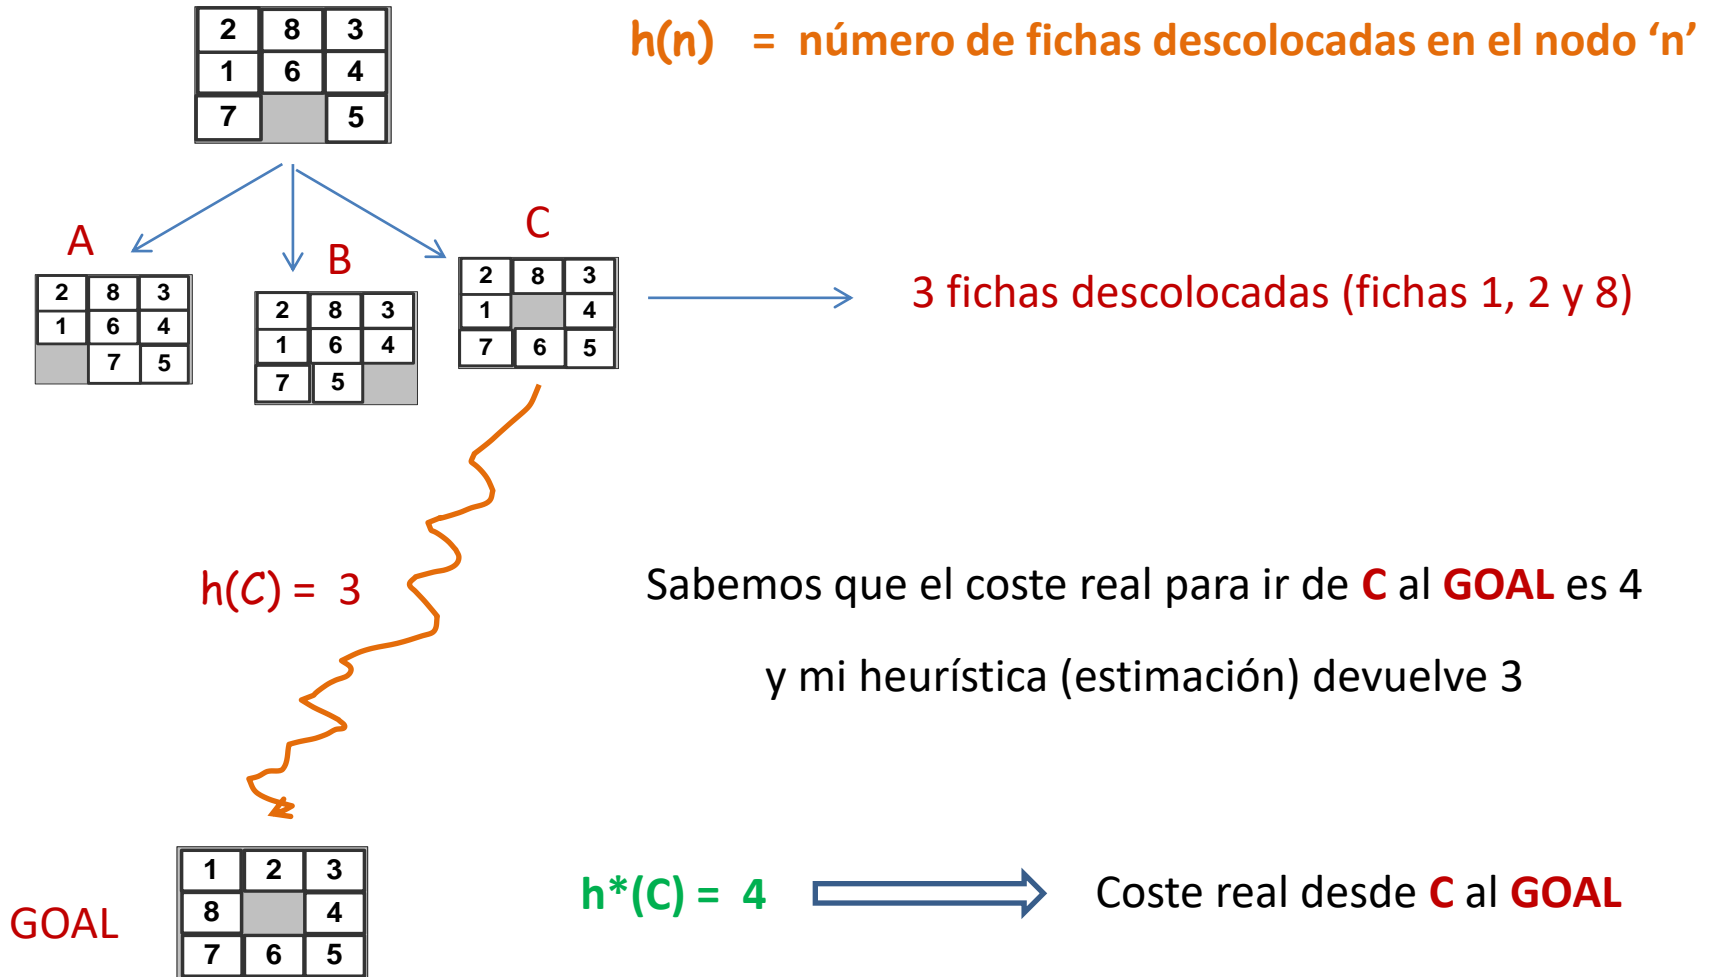 h(n) = número de fichas descolocadas en el nodo ‘n’
2 8 3
1 6 4
7 5
A
2 8 3
1 6 4
7 5
B
2 8 3
1 6 4
7 5
C
2 8 3
1 4
7 6 5
3 fichas descolocadas (fichas 1, 2 y 8)
h(C) = 3
Sabemos que el coste real para ir de C al GOAL es 4
y mi heurística (estimación) devuelve 3
GOAL
1 2 3
8 4
7 6 5
h*(C) = 4
Coste real desde C al GOAL